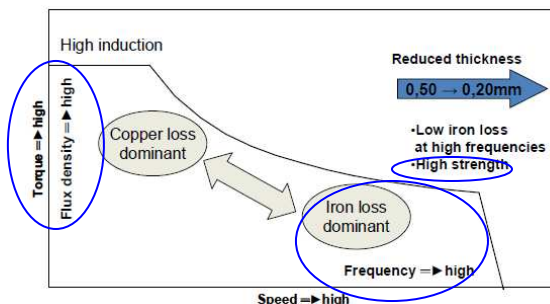 High induction
Reduced thickness
0,50 → 0,20mm
•Low iron loss
at high frequencies
•High strength
Torque ═►high
Flux density ═►high
Copper loss
dominant
Iron loss
dominant
Frequency ═►high
Speed ═►high